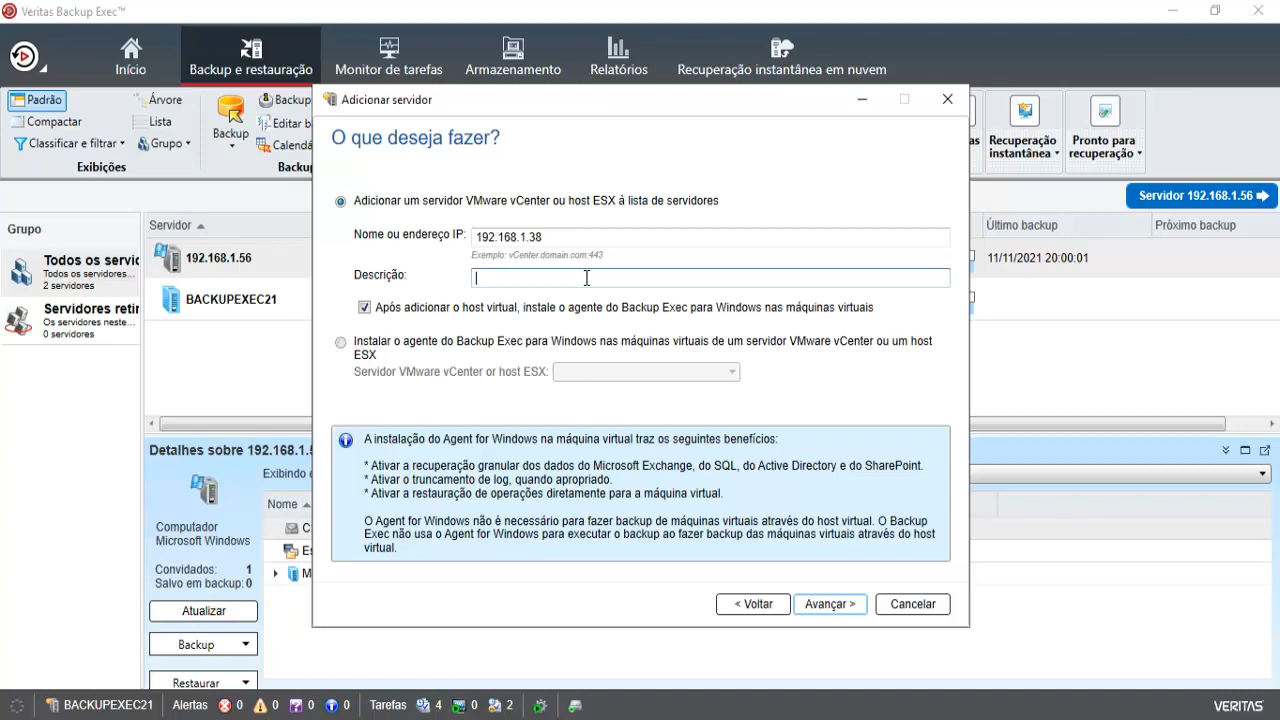 Veritas Backup Exec™
Início
Backup e restauração
Monitor de tarefas
Armazenamento
Relatórios
Recuperação instantânea em nuvem
Padrão
Compactar
Classificar e filtrar
Árvore
Lista
Grupo
Exibições
Backup
Backup
Editar b
Calendá
Backup
as
Recuperação
instantânea
Pronto para
recuperação
Servidor 192.168.1.56
Grupo
Todos os servi
Todos os servidores...
2 servidores
Servidores retir
Os servidores neste...
0 servidores
Servidor
192.168.1.56
BACKUPEXEC21
Último backup
Próximo backup
11/11/2021 20:00:01
Adicionar servidor
O que deseja fazer?
Adicionar um servidor VMware vCenter ou host ESX à lista de servidores
Nome ou endereço IP:
192.168.1.38
Exemplo: vCenter.domain.com:443
Descrição:
Após adicionar o host virtual, instale o agente do Backup Exec para Windows nas máquinas virtuais
Instalar o agente do Backup Exec para Windows nas máquinas virtuais de um servidor VMware vCenter ou um host
ESX
Servidor VMware vCenter or host ESX:
A instalação do Agent for Windows na máquina virtual traz os seguintes benefícios:
* Ativar a recuperação granular dos dados do Microsoft Exchange, do SQL, do Active Directory e do SharePoint.
* Ativar o truncamento de log, quando apropriado.
* Ativar a restauração de operações diretamente para a máquina virtual.
O Agent for Windows não é necessário para fazer backup de máquinas virtuais através do host virtual. O Backup
Exec não usa o Agent for Windows para executar o backup ao fazer backup das máquinas virtuais através do host
virtual.
< Voltar
Avançar >
Cancelar
Detalhes sobre 192.168.1.5
Computador
Microsoft Windows
Convidados: 1
Salvo em backup: 0
Atualizar
Backup
Restaurar
Exibindo
Nome
C
Es
M
BACKUPEXEC21
Alertas
0
0
0
0
Tarefas
4
0
2
VERITAS